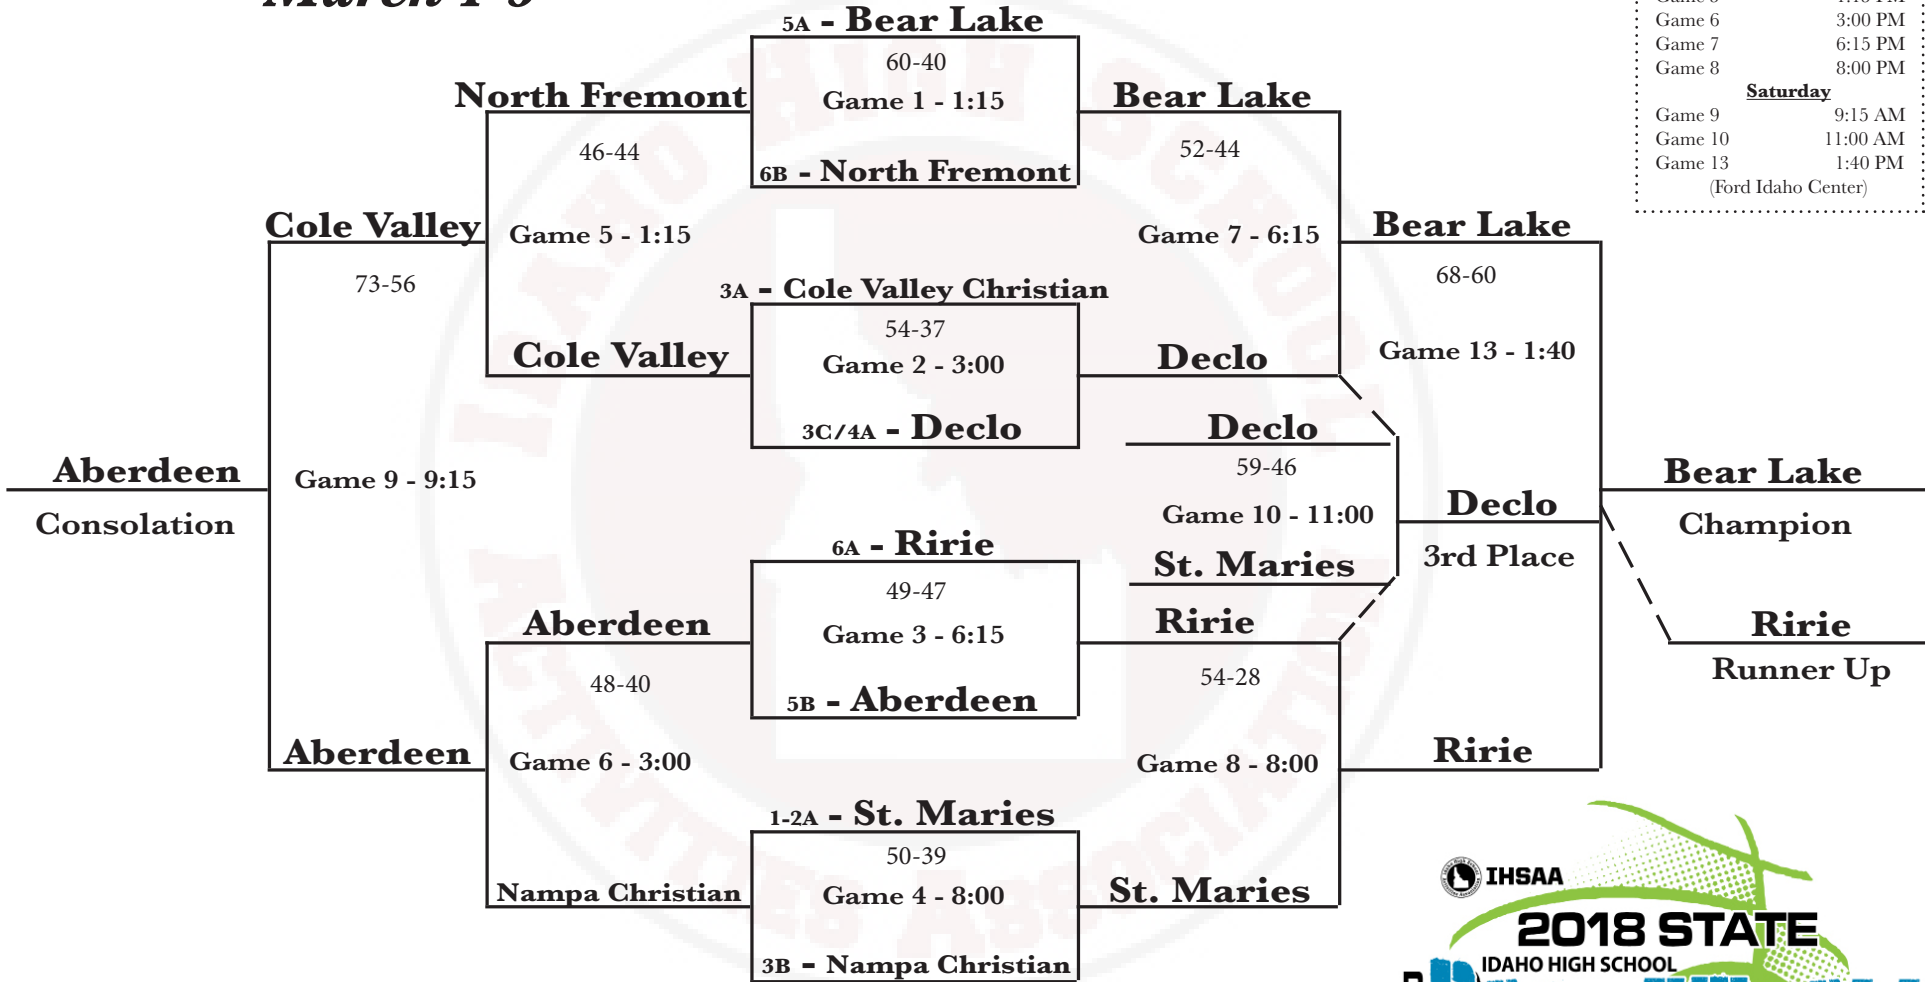 March 1-3
5A - Bear Lake
60-40
Game 1 - 1:15
6B - North Fremont
North Fremont
46-44
Game 5 - 1:15
Cole Valley
Cole Valley
73-56
Game 9 - 9:15
Aberdeen
Consolation
3A - Cole Valley Christian
54-37
Game 2 - 3:00
3C/4A - Declo
6A - Ririe
49-47
Game 3 - 6:15
5B - Aberdeen
Aberdeen
48-40
Game 6 - 3:00
Aberdeen
Nampa Christian
1-2A - St. Maries
50-39
Game 4 - 8:00
3B - Nampa Christian
Bear Lake
52-44
Game 7 - 6:15
Declo
Declo
59-46
Game 10 - 11:00
St. Maries
Declo
3rd Place
Ririe
54-28
Game 8 - 8:00
St. Maries
Bear Lake
68-60
Game 13 - 1:40
Ririe
Bear Lake
Champion
Ririe
Runner Up
Game 6 3:00 PM
Game 7 6:15 PM
Game 8 8:00 PM
Saturday
Game 9 9:15 AM
Game 10 11:00 AM
Game 13 1:40 PM
(Ford Idaho Center)
IDAHO HIGH SCHOOL
ACTIVITIES ASSOCIATION
IHSAA
2018 STATE
IDAHO HIGH SCHOOL